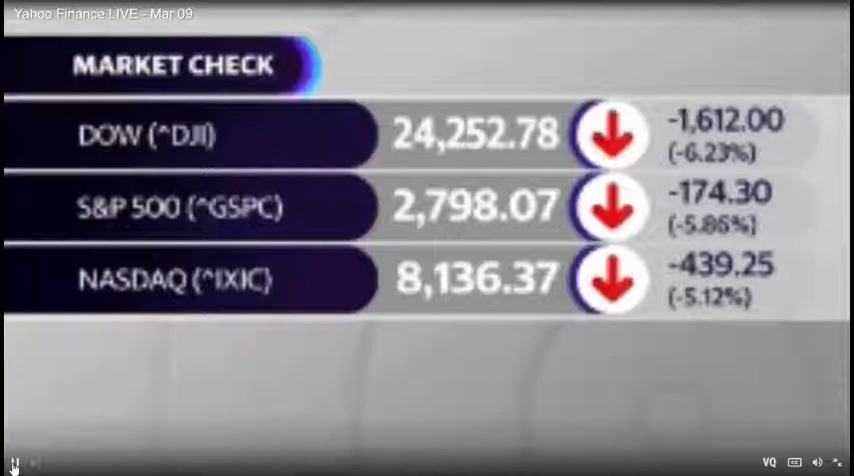 Yahoo Finance LIVE - Mar 09
MARKET CHECK
DOW (^DJI) 24,252.78 -1,612.00
(-6.23%)
S&P 500 (^GSPC) 2,798.07 -174.30
(-5.86%)
NASDAQ (^IXIC) 8,136.37 -439.25
(-5.12%)
VQ CC